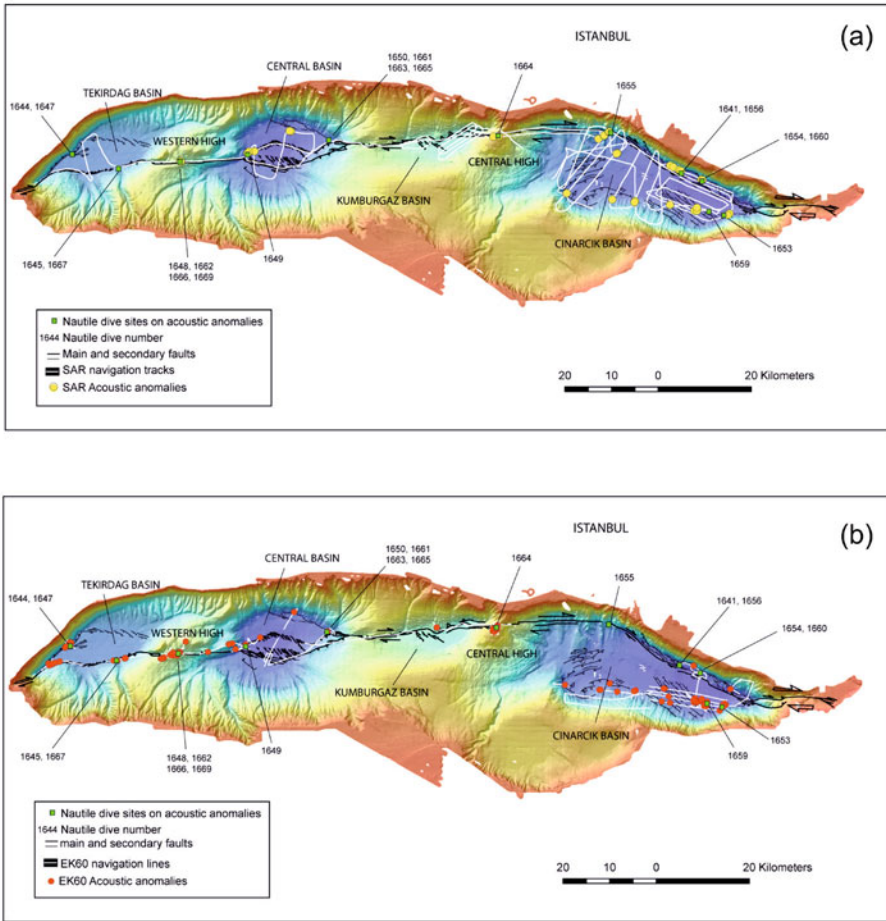 (a)
ISTANBUL
1650, 1661
1663, 1665
1664
CENTRAL BASIN
1655
TEKIRDAG BASIN
1644, 1647
1641, 1656
WESTERN HIGH
1654, 1660
CENTRAL HIGH
KUMBURGAZ BASIN
CINARCIK BASIN
1645, 1667
1648, 1662
1666, 1669
1649
1653
1659
Nautile dive sites on acoustic anomalies
1644 Nautile dive number
Main and secondary faults
SAR navigation tracks
SAR Acoustic anomalies
20 10 0 20 Kilometers
(b)
ISTANBUL
1650, 1661
1663, 1665
1664
CENTRAL BASIN
1655
TEKIRDAG BASIN
1644, 1647
1641, 1656
WESTERN HIGH
1654, 1660
CENTRAL HIGH
KUMBURGAZ BASIN
CINARCIK BASIN
1645, 1667
1648, 1662
1666, 1669
1649
1653
1659
Nautile dive sites on acoustic anomalies
1644 Nautile dive number
main and secondary faults
EK60 navigation lines
EK60 Acoustic anomalies
20 10 0 20 Kilometers